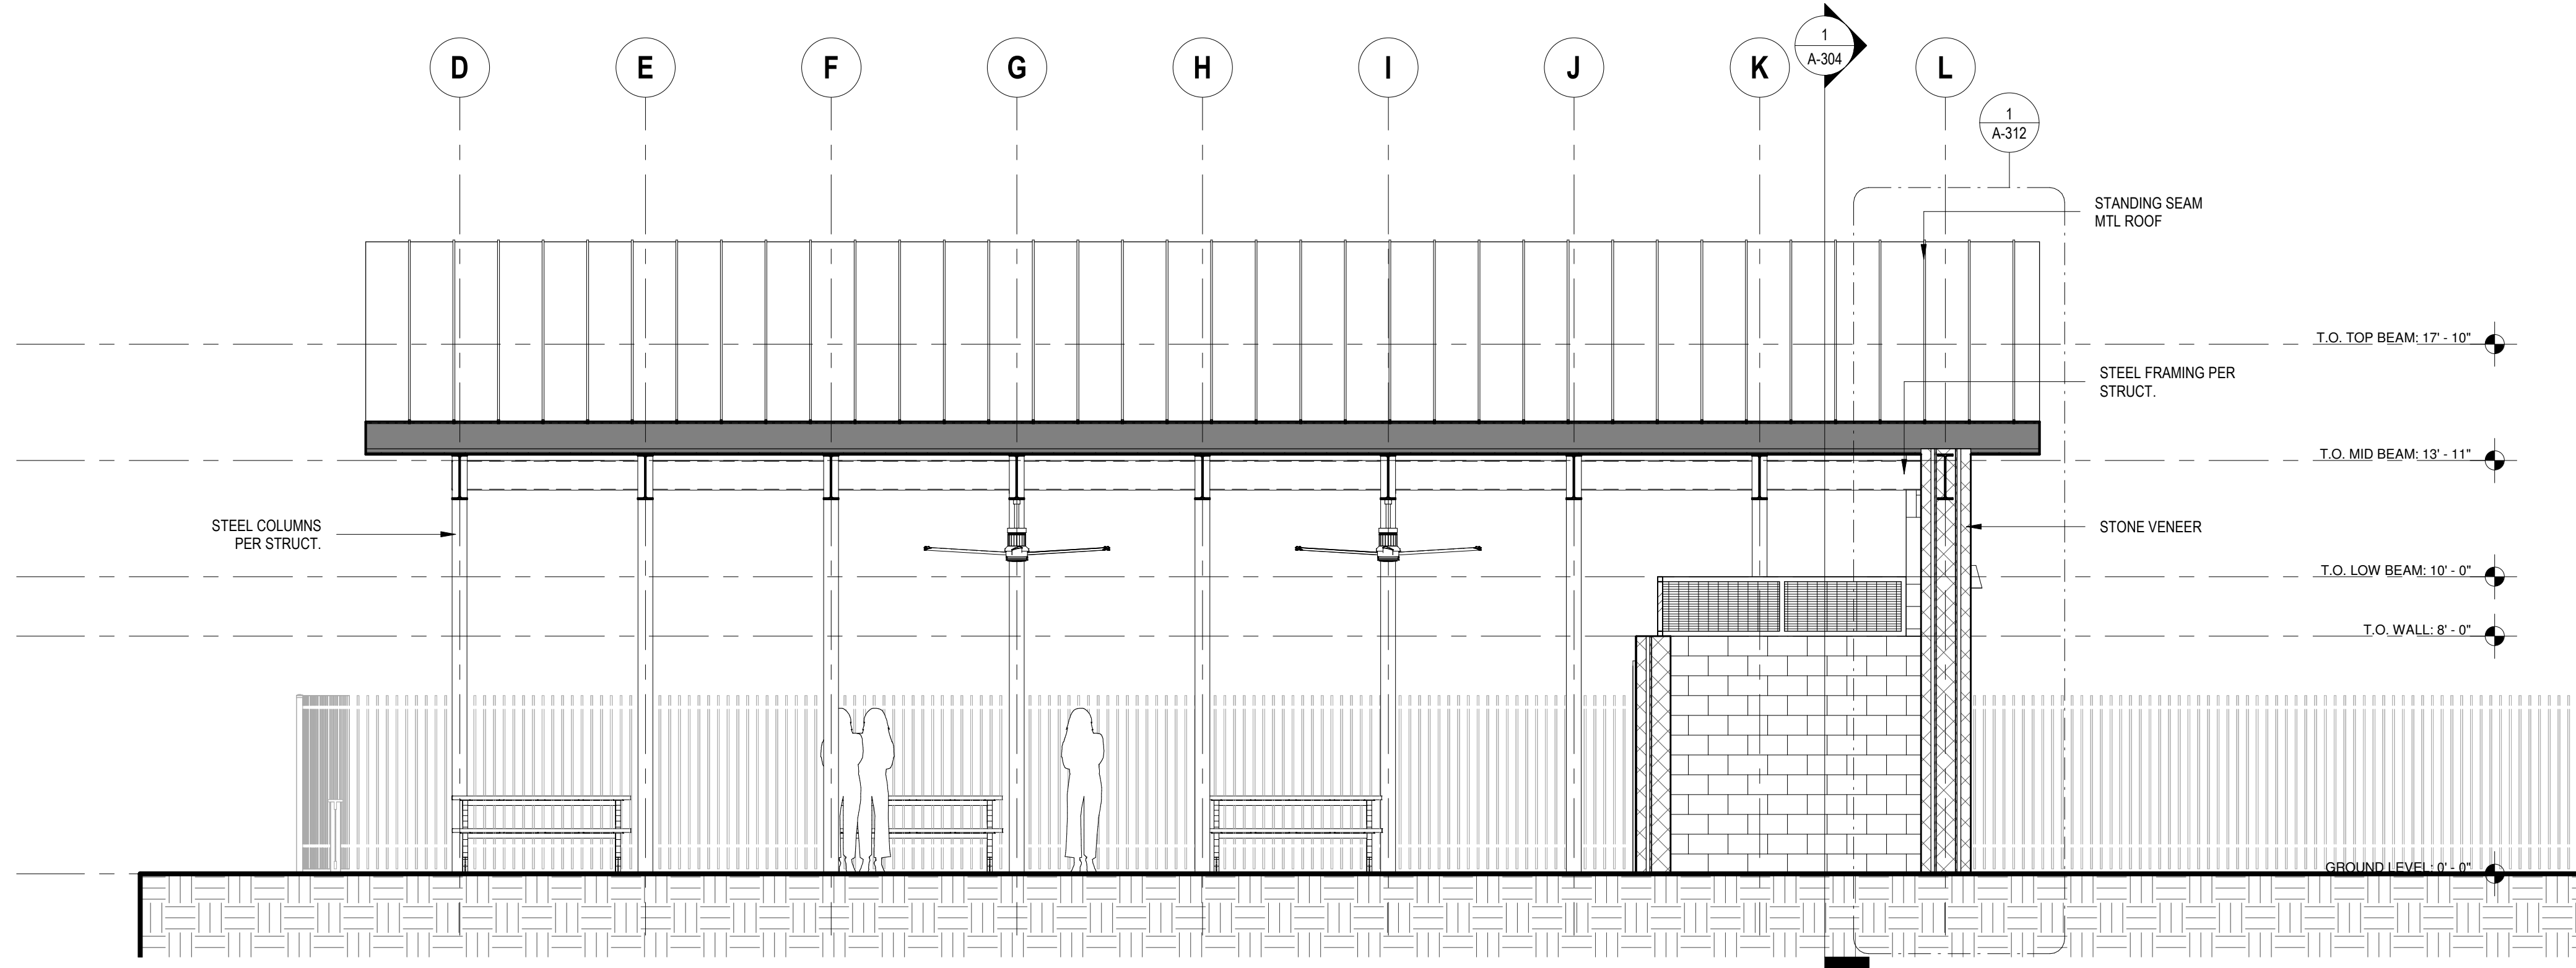 D
E
F
G
H
I
J
K
1
A-304
L
1
A-312
STANDING SEAM
MTL ROOF
T.O. TOP BEAM: 17' - 10"
STEEL FRAMING PER
STRUCT.
T.O. MID BEAM: 13' - 11"
STEEL COLUMNS
PER STRUCT.
STONE VENEER
T.O. LOW BEAM: 10' - 0"
T.O. WALL: 8' - 0"
GROUND LEVEL: 0' - 0"